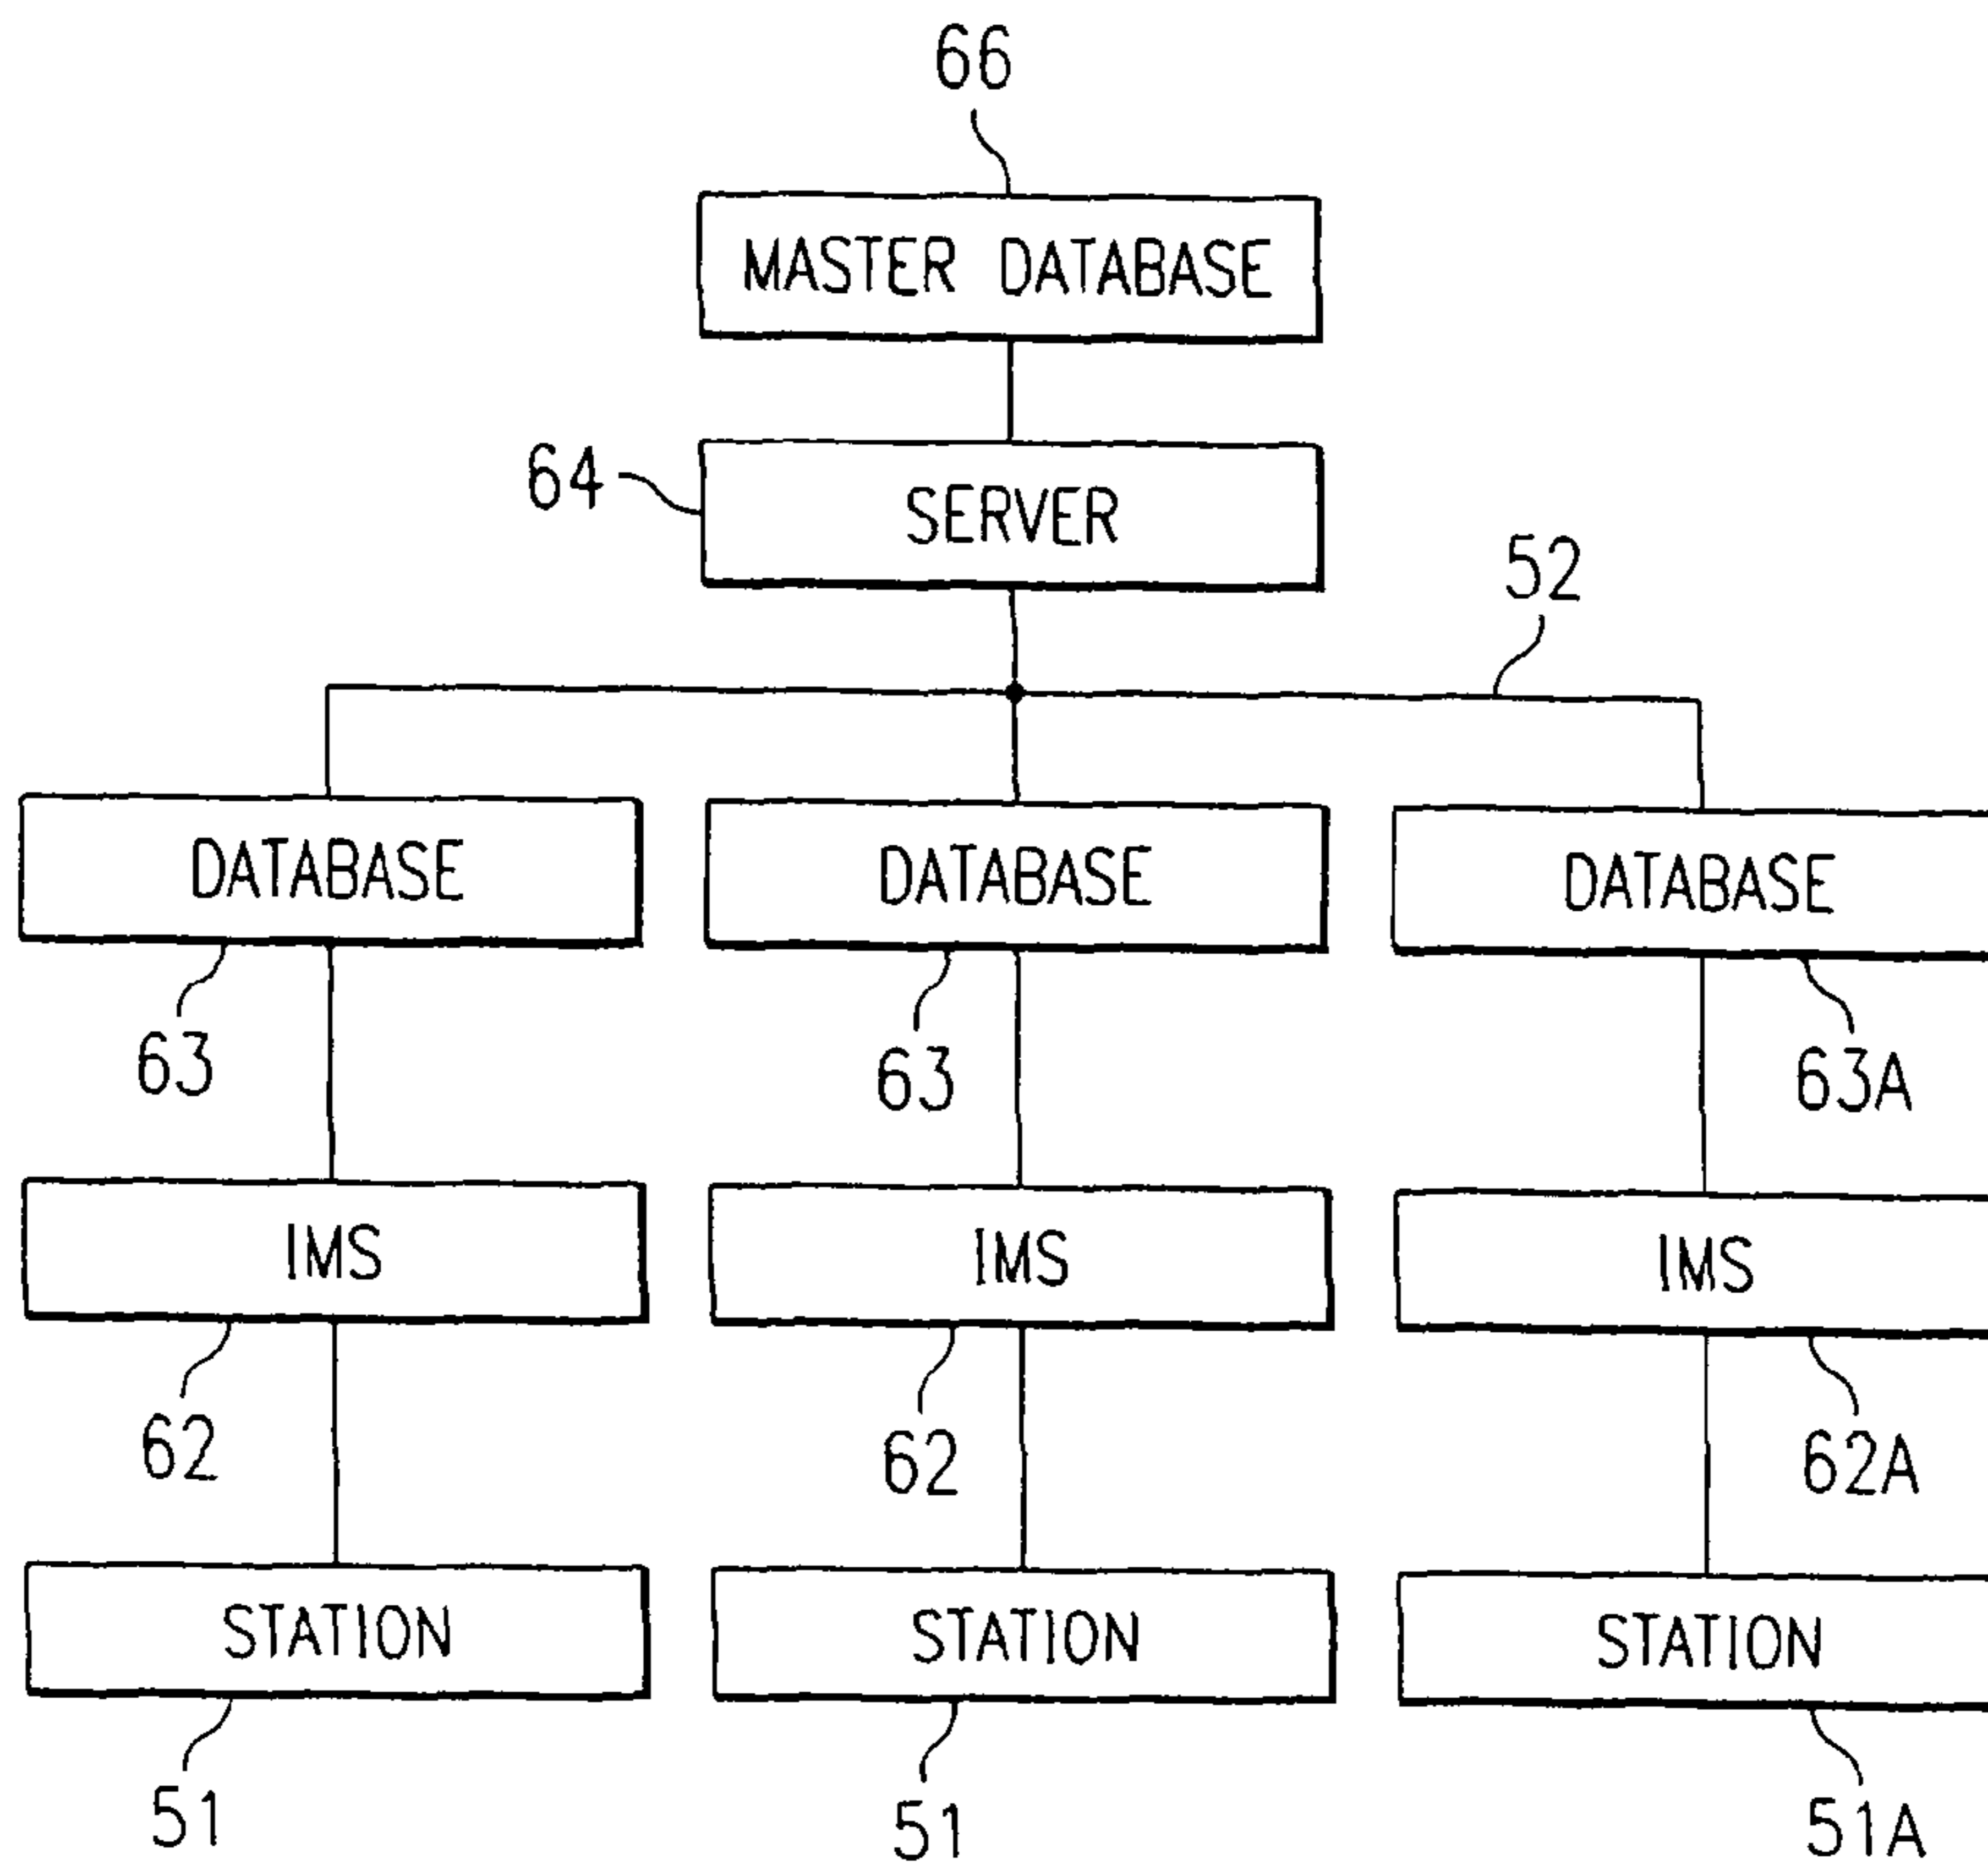 66
MASTER DATABASE
64
SERVER
52
DATABASE
DATABASE
DATABASE
63
63
63A
IMS
IMS
IMS
62
62
62A
STATION
STATION
STATION
51
51
51A